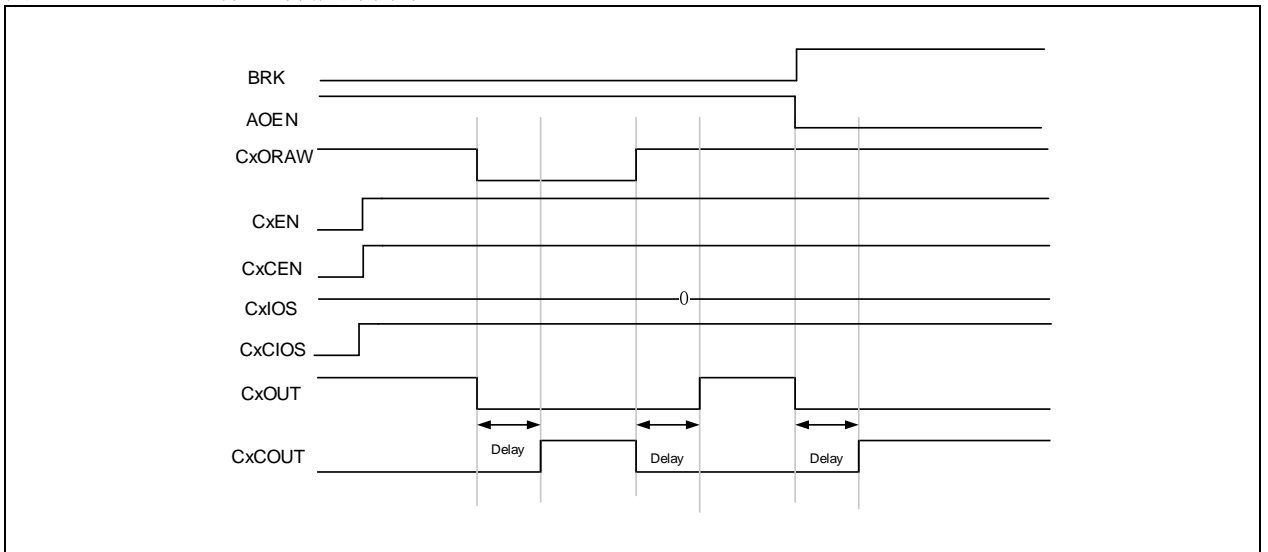 BRK
AOEN
CxORAW
CxEN
CxCEN
0
CxIOS
CxCIOS
CxOUT
Delay
Delay
Delay
CxCOUT